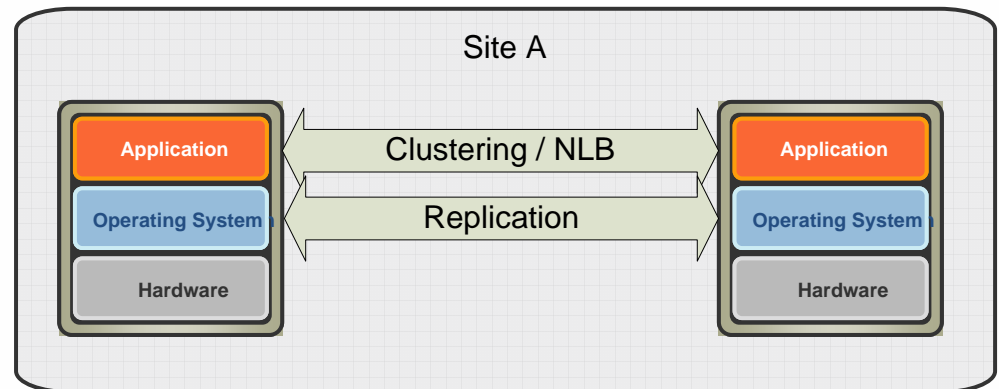 Site A
Application
Clustering / NLB
Application
Operating System
Replication
Operating System
Hardware
Hardware